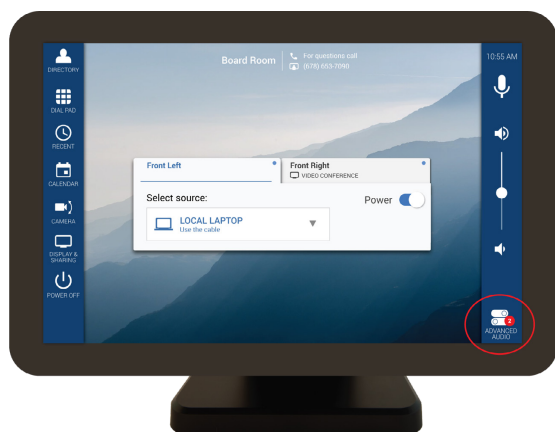 DIRECTORY
DIAL PAD
RECENT
CALENDAR
CAMERA
DISPLAY &
SHARING
POWER OFF
Board Room
For questions call
(678) 653-7090
Front Left
Front Right
VIDEO CONFERENCE
Select source:
Power
LOCAL LAPTOP
Use the cable
10:55 AM
2
ADVANCED
AUDIO